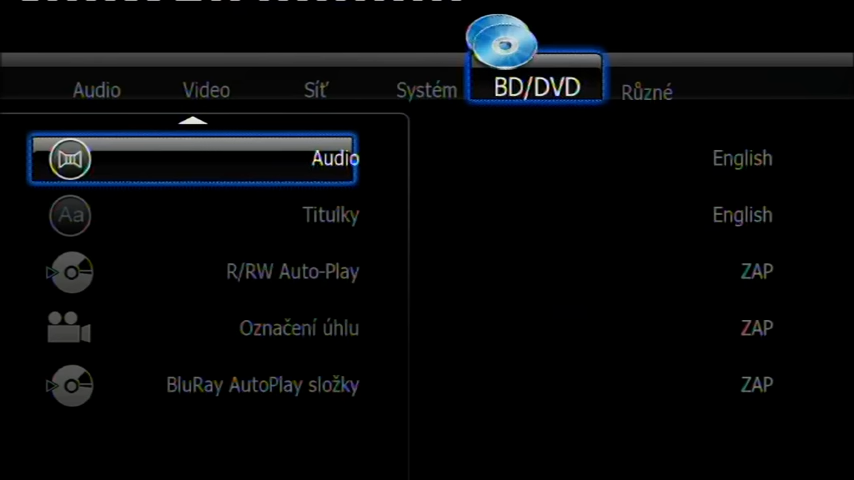 Audio Video Síť Systém BD/DVD Různé
Audio English
Aa Titulky English
R/RW Auto-Play ZAP
Označení úhlu ZAP
BluRay AutoPlay složky ZAP